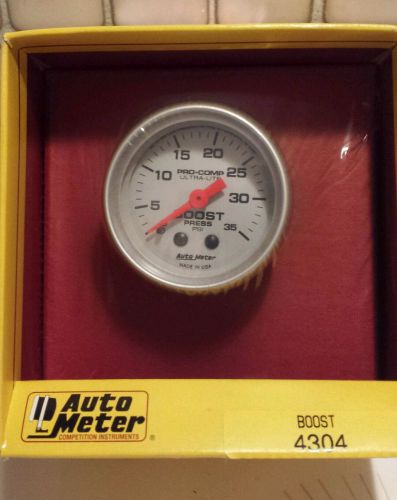 15 20 25
10 30
5 35
PRO-COMP
ULTRA-LITE
BOOST
PRESS
PSI
Auto Meter
MADE IN USA
Auto
Meter
COMPETITION INSTRUMENTS ®
BOOST
4304